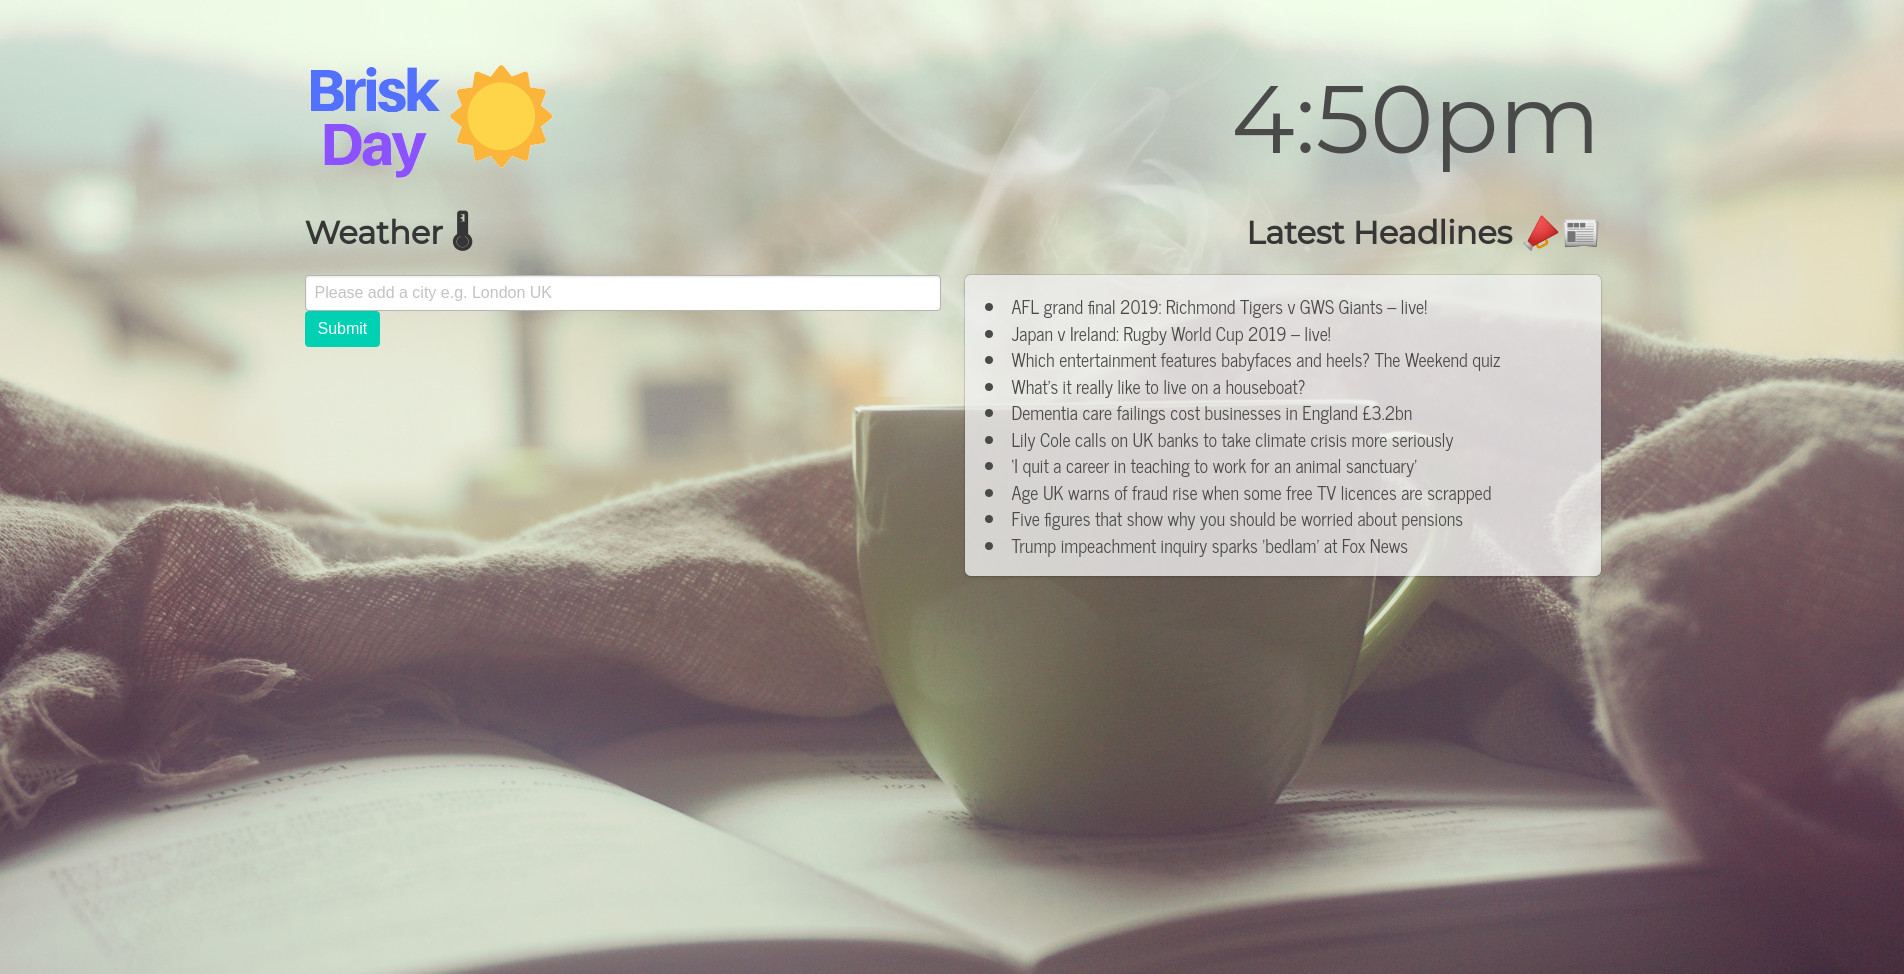 Brisk
Day
4:50pm
Weather
Latest Headlines
Please add a city e.g. London UK
Submit
AFL grand final 2019: Richmond Tigers v GWS Giants – live!
Japan v Ireland: Rugby World Cup 2019 – live!
Which entertainment features babyfaces and heels? The Weekend quiz
What's it really like to live on a houseboat?
Dementia care failings cost businesses in England £3.2bn
Lily Cole calls on UK banks to take climate crisis more seriously
'I quit a career in teaching to work for an animal sanctuary'
Age UK warns of fraud rise when some free TV licences are scrapped
Five figures that show why you should be worried about pensions
Trump impeachment inquiry sparks 'bedlam' at Fox News